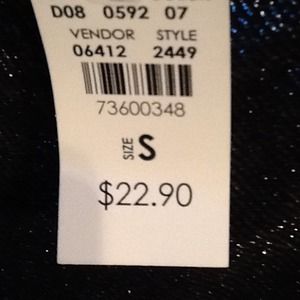 D08 0592 07
VENDOR STYLE
06412 2449
73600348
SIZE S
$22.90